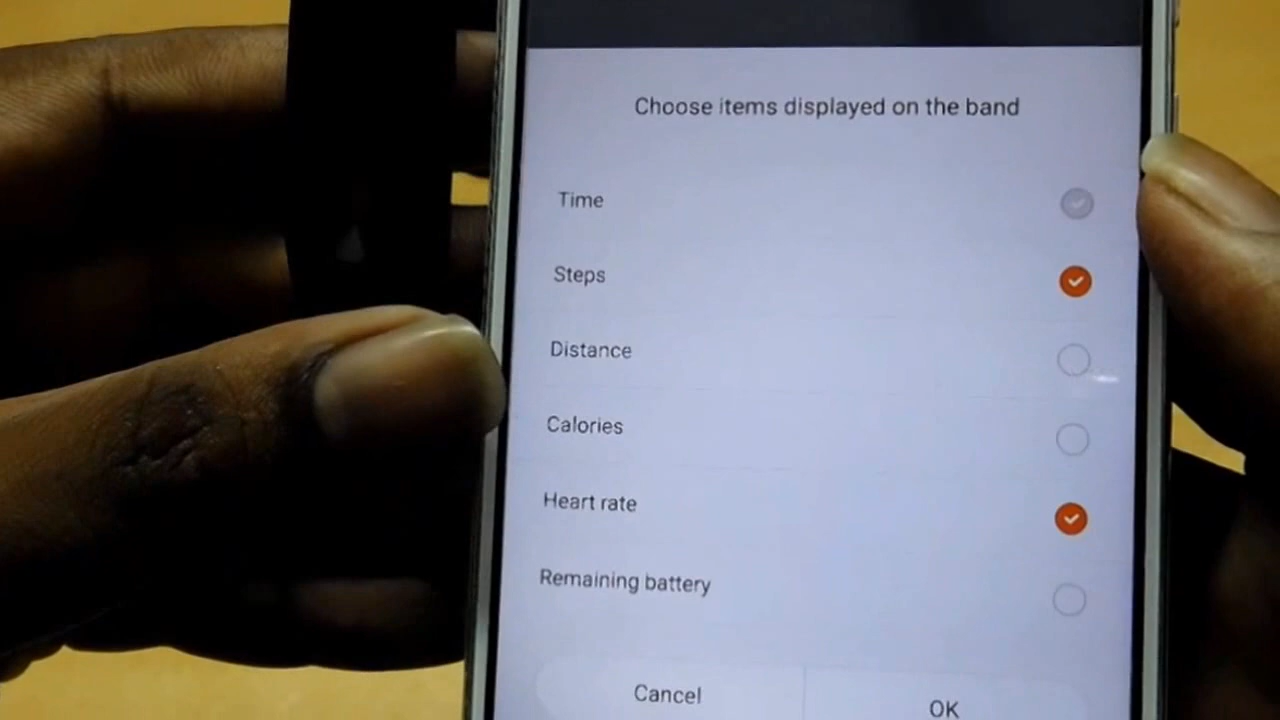 Choose items displayed on the band
Time
Steps
Distance
Calories
Heart rate
Remaining battery
Cancel
OK